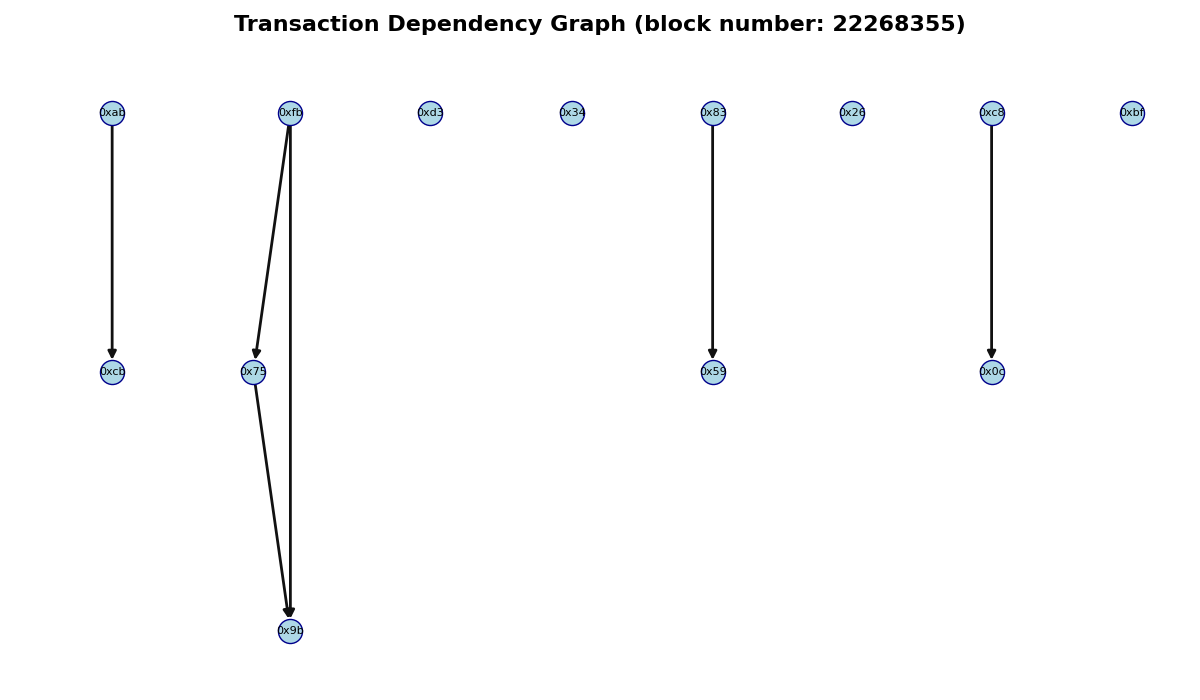 Transaction Dependency Graph (block number: 22268355)
0xab 0xfb 0xd3 0x34 0x83 0x26 0xc8 0xbf
0xcb 0x75 0x59 0x0c
0x9b